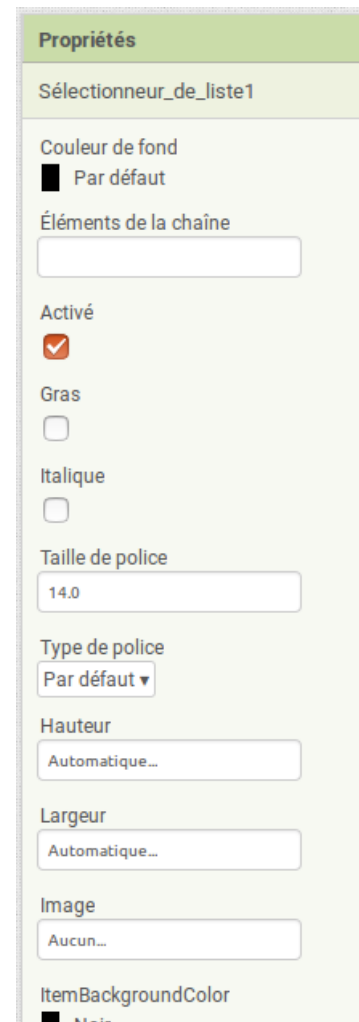 Propriétés
Sélectionneur_de_liste1
Couleur de fond
Par défaut
Éléments de la chaîne
Activé
Gras
Italique
Taille de police
14.0
Type de police
Par défaut ▾
Hauteur
Automatique…
Largeur
Automatique…
Image
Aucun…
ItemBackgroundColor
Noir